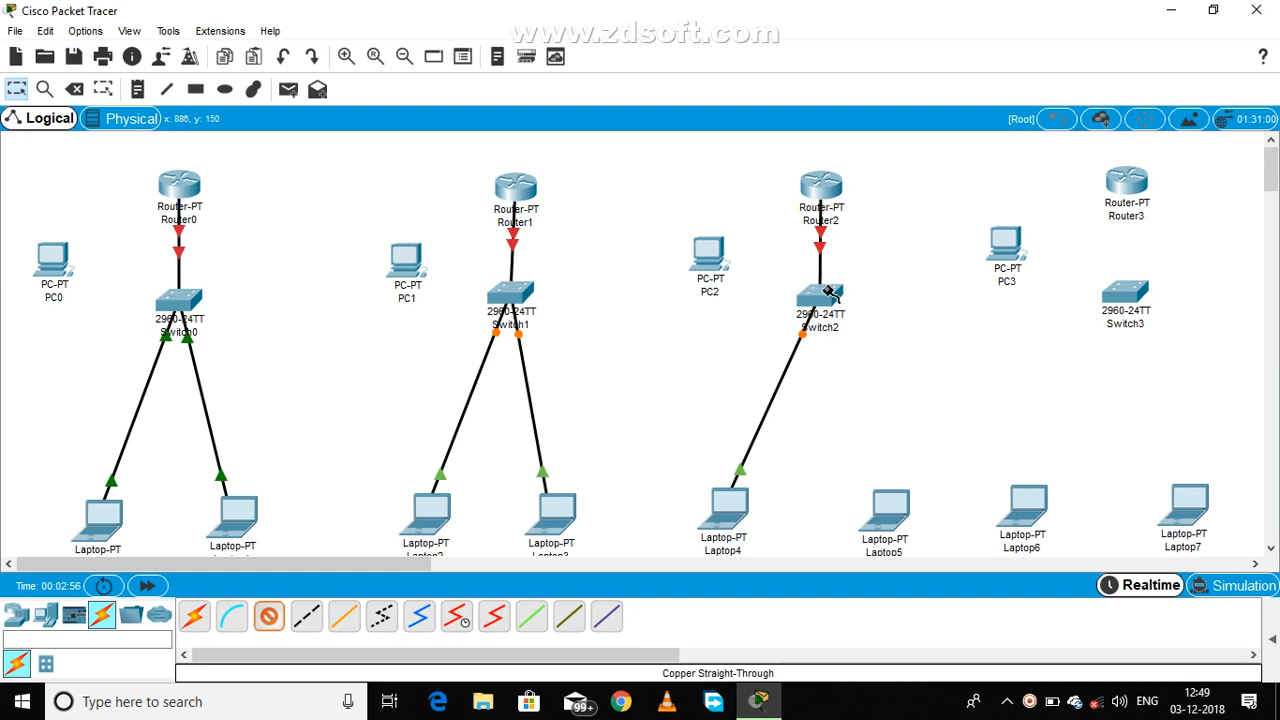 Cisco Packet Tracer
www.zdsoft.com
File Edit Options View Tools Extensions Help
Logical Physical x: 886, y: 150 [Root] 01:31:00
Router-PT
Router0
Router-PT
Router1
Router-PT
Router2
Router-PT
Router3
PC-PT
PC0
PC-PT
PC1
PC-PT
PC2
PC-PT
PC3
2960-24TT
Switch0
2960-24TT
Switch1
2960-24TT
Switch2
2960-24TT
Switch3
Laptop-PT
Laptop-PT
Laptop-PT
Laptop2
Laptop-PT
Laptop3
Laptop-PT
Laptop4
Laptop-PT
Laptop5
Laptop-PT
Laptop6
Laptop-PT
Laptop7
Time: 00:02:56 Realtime Simulation
Copper Straight-Through
Type here to search 99+ ENG 12:49
03-12-2018